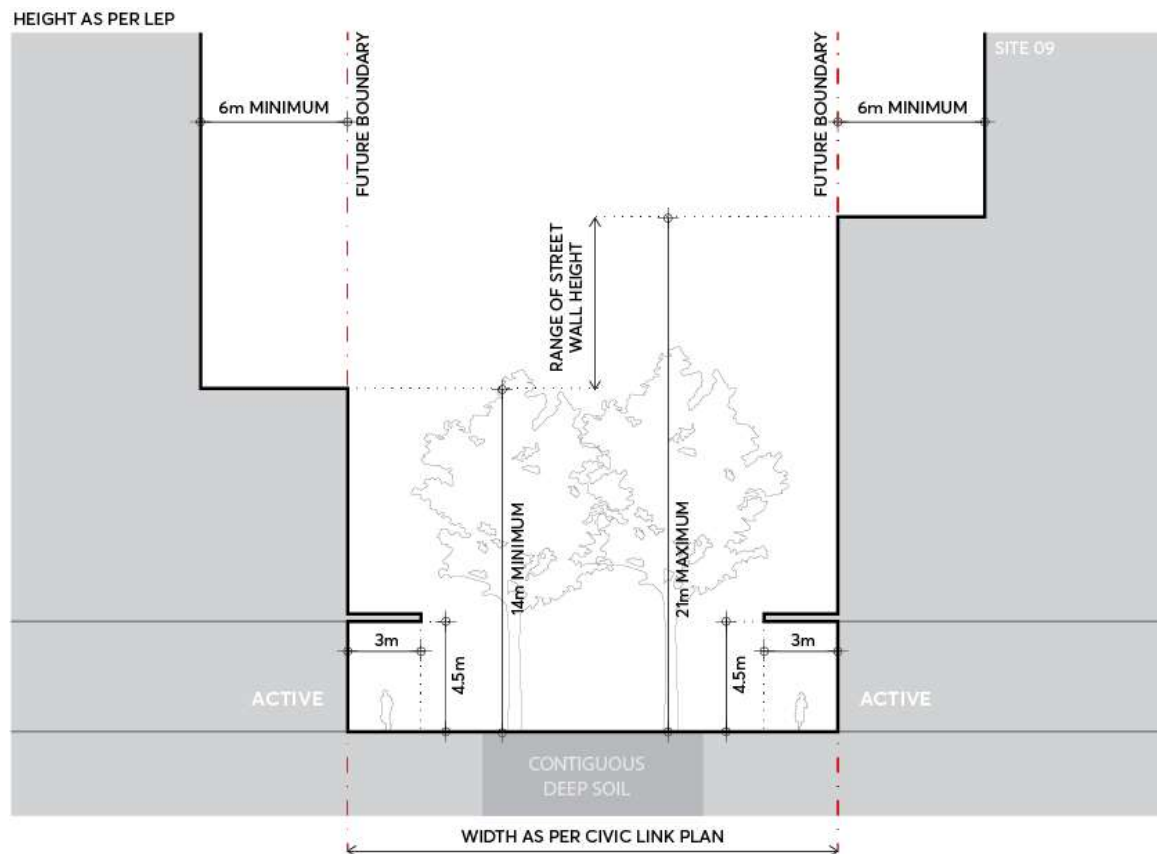 HEIGHT AS PER LEP
SITE 09
FUTURE BOUNDARY
FUTURE BOUNDARY
6m MINIMUM
6m MINIMUM
RANGE OF STREET
WALL HEIGHT
14m MINIMUM
21m MAXIMUM
3m
4.5m
4.5m
3m
ACTIVE
ACTIVE
CONTIGUOUS
DEEP SOIL
WIDTH AS PER CIVIC LINK PLAN